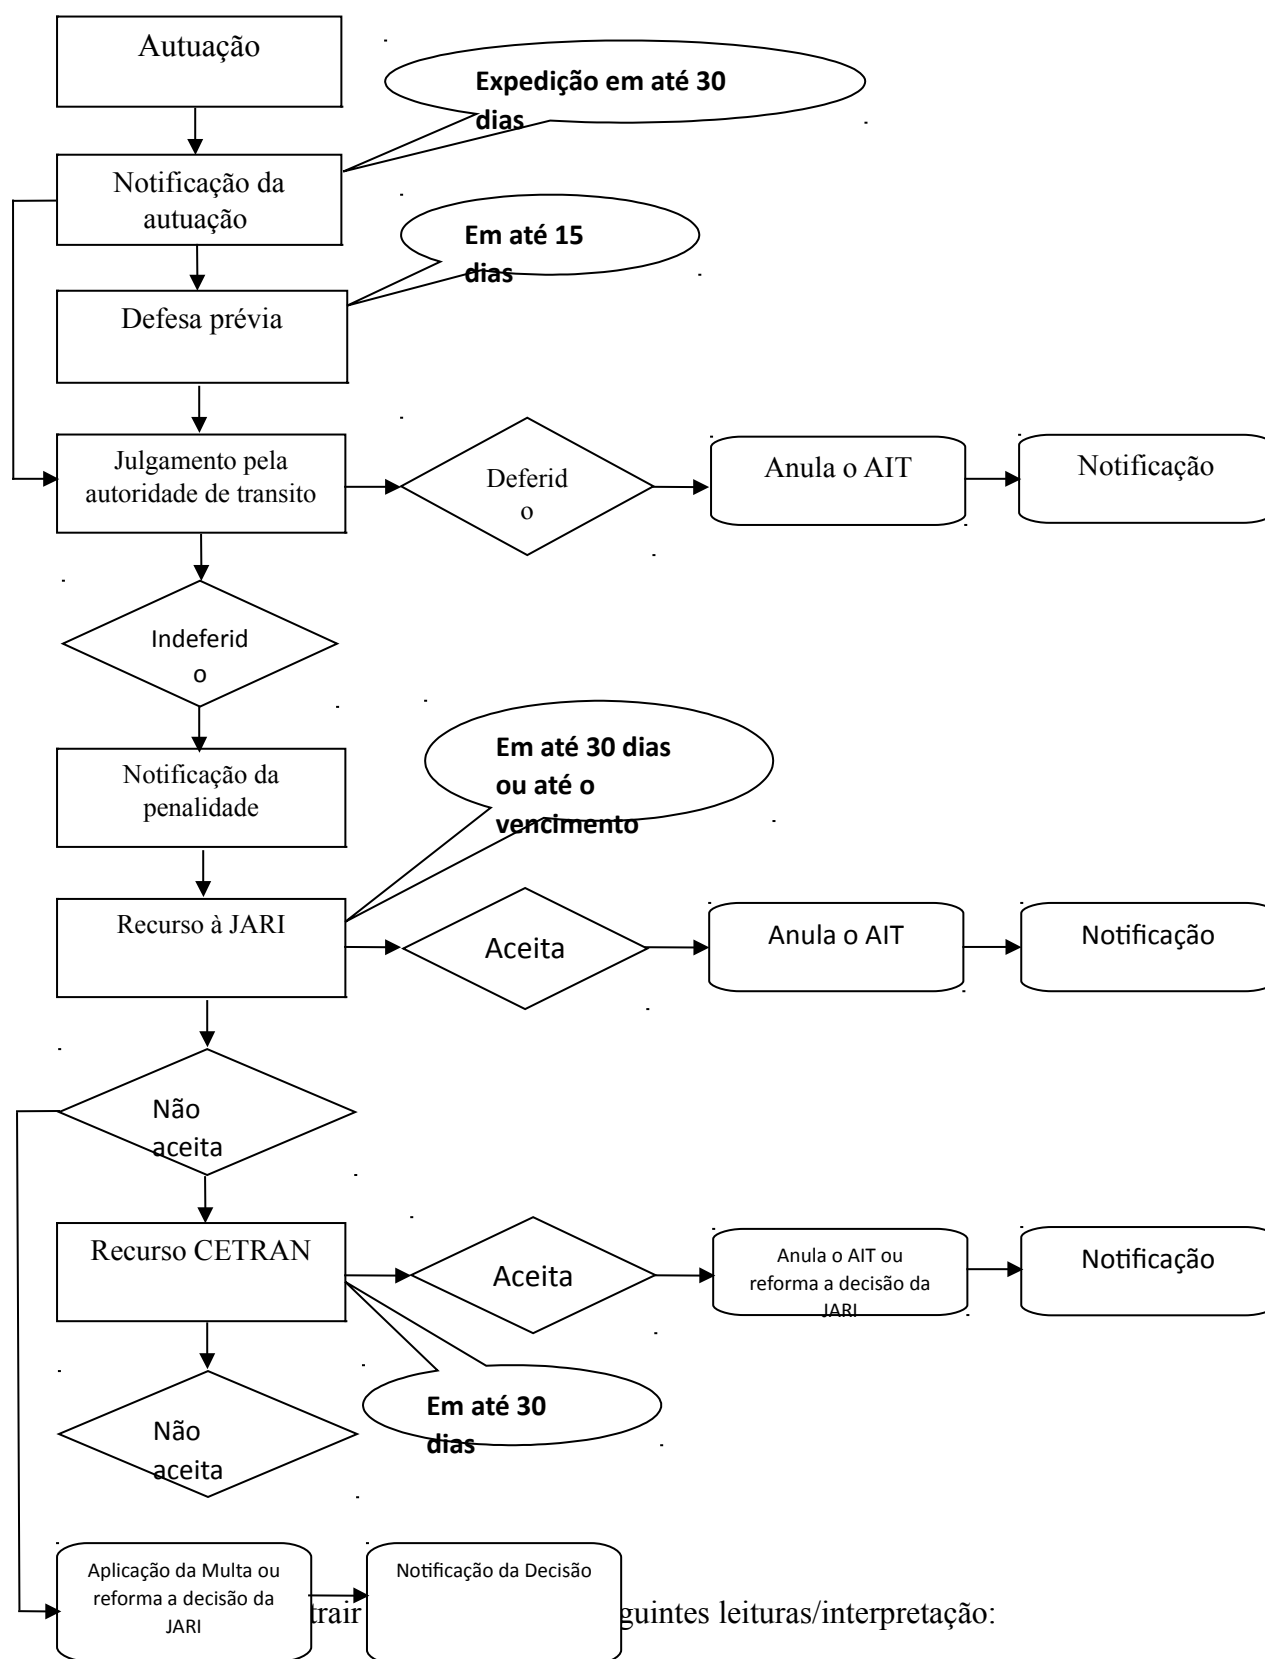 Autuação
Expedição em até 30
dias
Notificação da
autuação
Em até 15
dias
Defesa prévia
Julgamento pela
autoridade de transito
Deferid
o
Anula o AIT
Notificação
Indeferid
o
Em até 30 dias
ou até o
vencimento
Notificação da
penalidade
Recurso à JARI
Aceita
Anula o AIT
Notificação
Não
aceita
Recurso CETRAN
Aceita
Anula o AIT ou
reforma a decisão da
JARI
Notificação
Em até 30
dias
Não
aceita
Aplicação da Multa ou
reforma a decisão da
JARI
Notificação da Decisão
trair guintes leituras/interpretação: